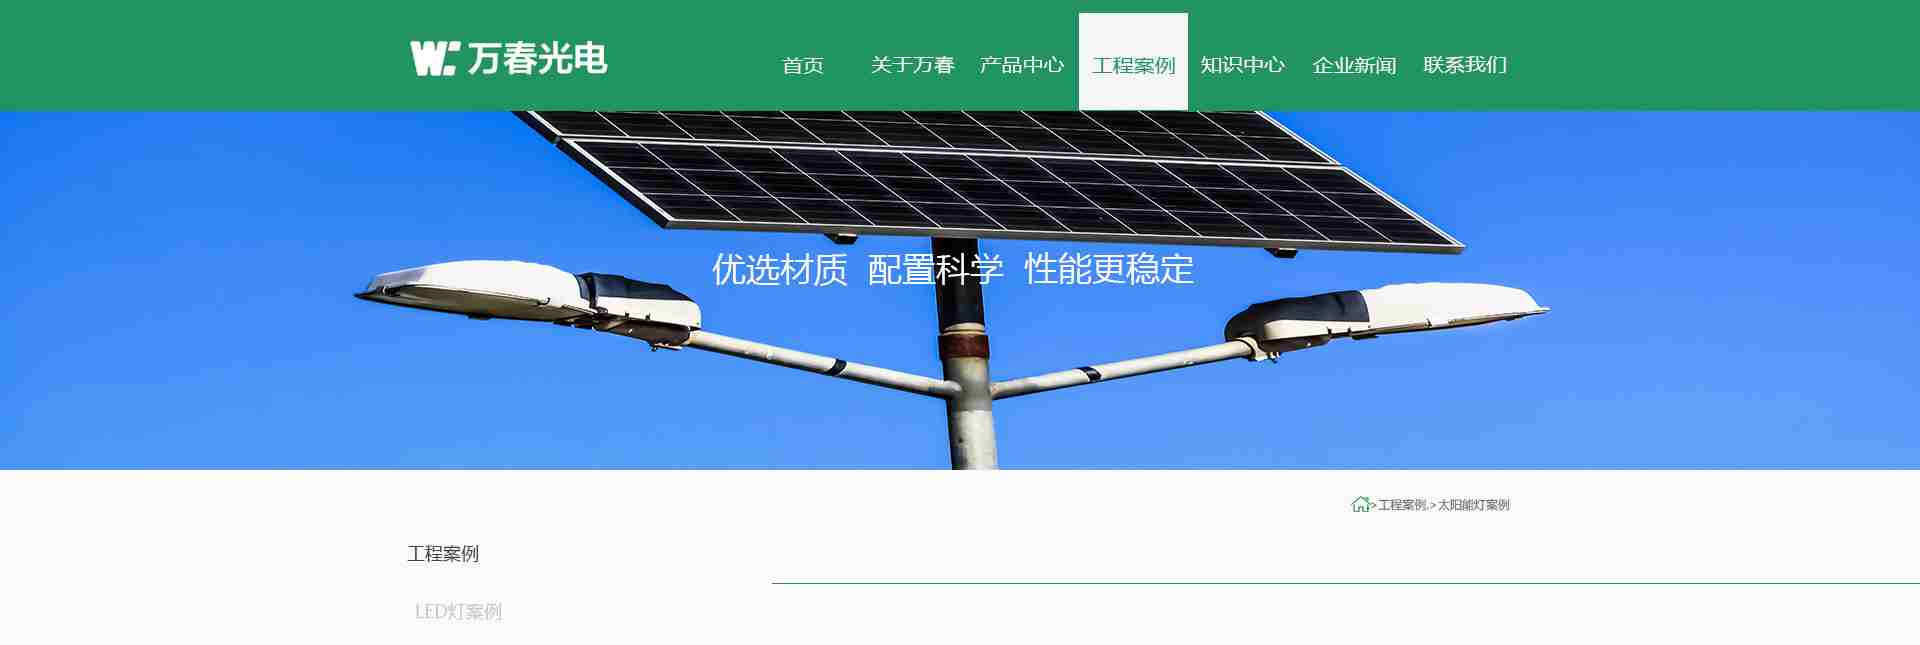 WC 万春光电
首页 关于万春 产品中心 工程案例 知识中心 企业新闻 联系我们
优选材质 配置科学 性能更稳定
> 工程案例.> 太阳能灯案例
工程案例
LED灯案例